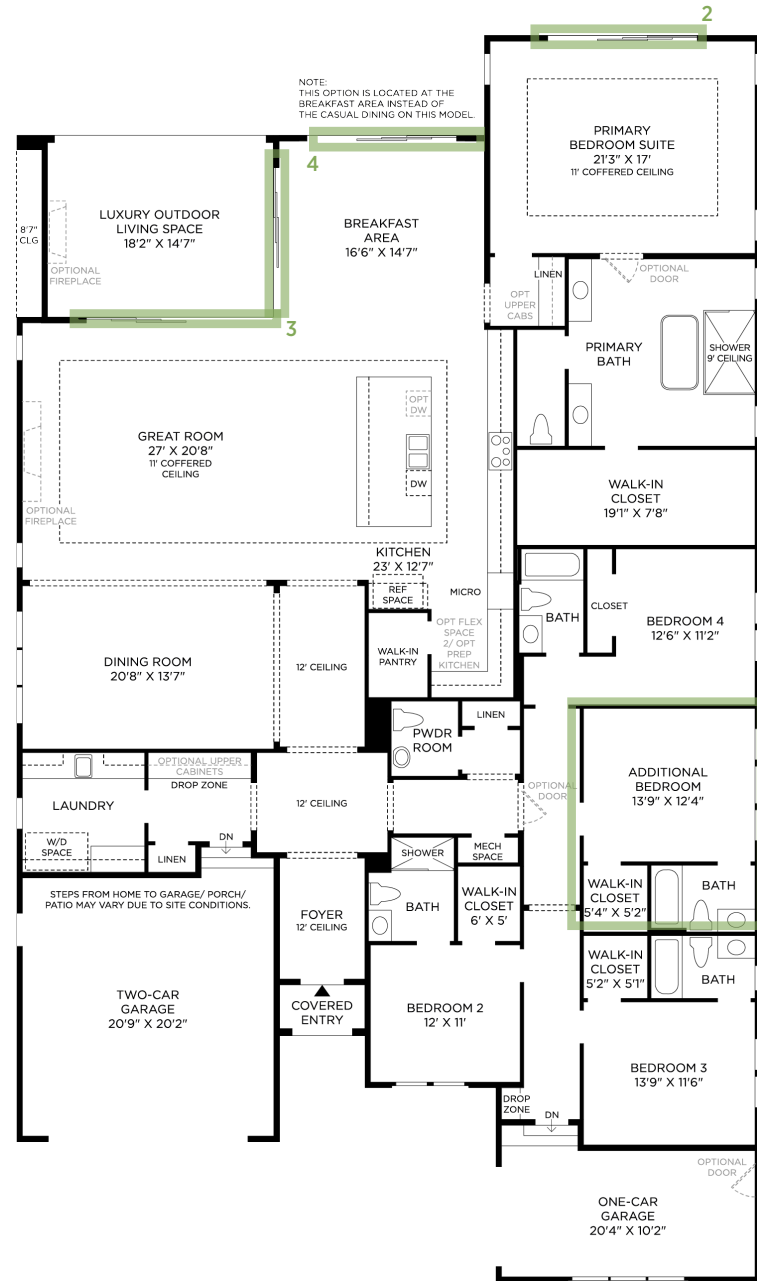 2
NOTE:
THIS OPTION IS LOCATED AT THE
BREAKFAST AREA INSTEAD OF
THE CASUAL DINING ON THIS MODEL.
4
PRIMARY
BEDROOM SUITE
21'3" X 17'
11' COFFERED CEILING
8'7"
CLG
LUXURY OUTDOOR
LIVING SPACE
18'2" X 14'7"
OPTIONAL
FIREPLACE
BREAKFAST
AREA
16'6" X 14'7"
3
LINEN
OPT
UPPER
CABS
OPTIONAL
DOOR
PRIMARY
BATH
SHOWER
9' CEILING
GREAT ROOM
27' X 20'8"
11' COFFERED
CEILING
OPT
DW
DW
OPTIONAL
FIREPLACE
WALK-IN
CLOSET
19'1" X 7'8"
KITCHEN
23' X 12'7"
REF
SPACE
MICRO
WALK-IN
PANTRY
OPT FLEX
SPACE
2/ OPT
PREP
KITCHEN
BATH
CLOSET
BEDROOM 4
12'6" X 11'2"
DINING ROOM
20'8" X 13'7"
12' CEILING
PWDR
ROOM
LINEN
OPTIONAL UPPER
CABINETS
DROP ZONE
LAUNDRY
W/D
SPACE
LINEN
DN
12' CEILING
OPTIONAL
DOOR
ADDITIONAL
BEDROOM
13'9" X 12'4"
SHOWER
MECH
SPACE
STEPS FROM HOME TO GARAGE/ PORCH/
PATIO MAY VARY DUE TO SITE CONDITIONS.
FOYER
12' CEILING
BATH
WALK-IN
CLOSET
6' X 5'
WALK-IN
CLOSET
5'4" X 5'2"
BATH
WALK-IN
CLOSET
5'2" X 5'1"
BATH
TWO-CAR
GARAGE
20'9" X 20'2"
COVERED
ENTRY
BEDROOM 2
12' X 11'
BEDROOM 3
13'9" X 11'6"
DROP
ZONE
DN
OPTIONAL
DOOR
ONE-CAR
GARAGE
20'4" X 10'2"